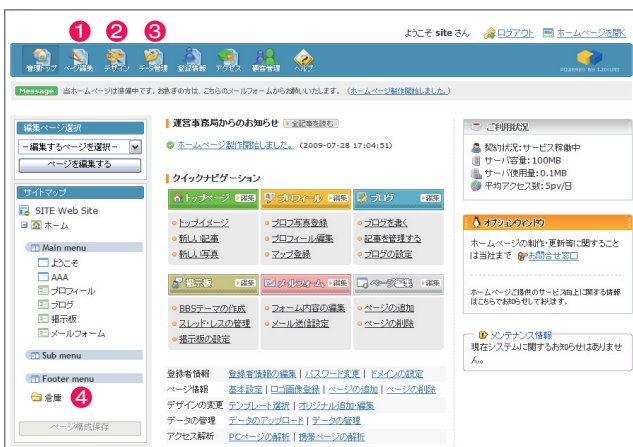 ❶ ❷ ❸
ようこそ site さん ログアウト ホームページを開く
管理トップ ページ編集 デザイン データ管理 登録情報 アクセス 顧客管理 ヘルプ
Message 当ホームページは準備中です。お急ぎの方は、こちらのメールフォームからお願いいたします。（ホームページ製作開始しました。）
編集ページ選択
－編集するページを選択－
ページを編集する
サイトマップ
SITE Web Site
ホーム
Main menu
ようこそ
AAA
プロフィール
ブログ
掲示板
メールフォーム
Sub menu
Footer menu
倉庫 ❹
ページ構成保存
運営事務局からのお知らせ 全記事を読む
ホームページ製作開始しました。 (2009-07-28 17:04:51)
クイックナビゲーション
トップページ 編集
トップイメージ
新しい記事
新しい写真
プロフィール 編集
プロフ写真登録
プロフィール編集
マップ登録
ブログ 編集
ブログを書く
記事を管理する
ブログの設定
掲示板 編集
BBSテーマの作成
スレッド・レスの管理
掲示板の設定
メールフォーム 編集
フォーム内容の編集
メール送信設定
ページ編集 編集
ページの追加
ページの削除
登録者情報 登録者情報の編集 | パスワード変更 | ドメインの設定
ページ情報 基本設定 | ロゴ画像登録 | ページの追加 | ページの削除
デザインの変更 テンプレート選択 | オリジナル追加・編集
データの管理 データのアップロード | データの管理
アクセス解析 PCページの解析 | 携帯ページの解析
ご利用状況
契約状況:サービス稼働中
サーバ容量:100MB
サーバ使用量:0.1MB
平均アクセス数:5pv/日
オプションウィンドウ
ホームページの制作・更新等に関すること
は当社まで お問合せ窓口
ホームページご提供のサービス向上に関する情報
はこちらでお知らせしております。
メンテナンス情報
現在システムに関するお知らせはありませ
ん。